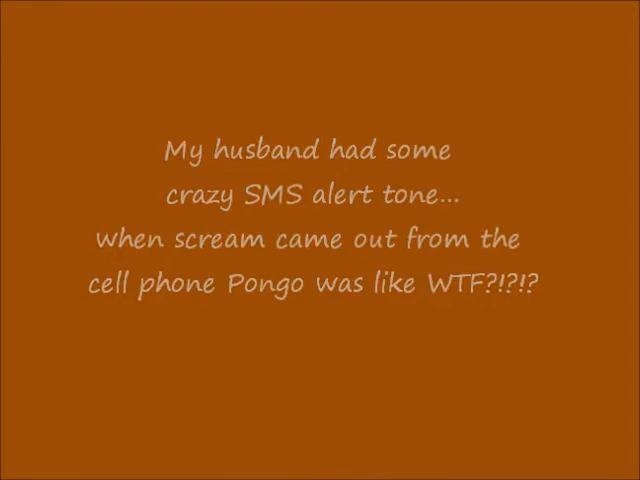 My husband had some
crazy SMS alert tone...
when scream came out from the
cell phone Pongo was like WTF?!?!?